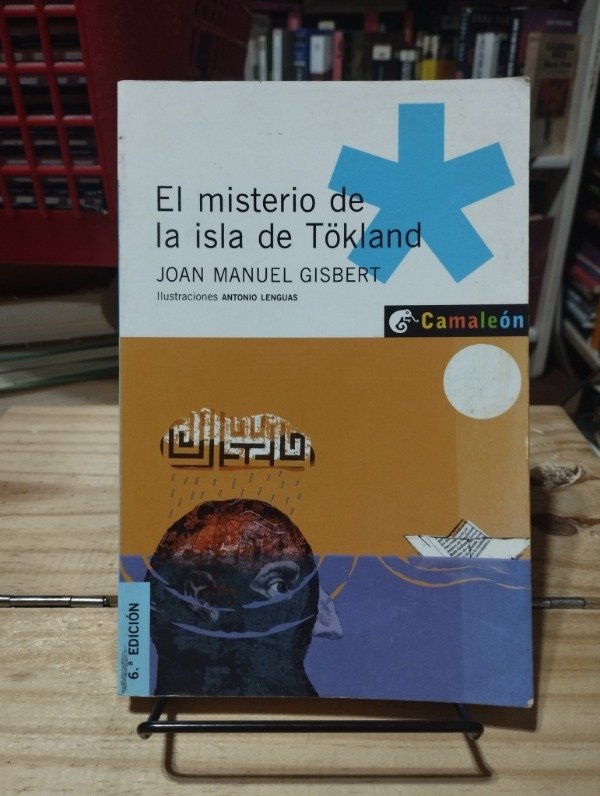 El misterio de
la isla de Tökland
JOAN MANUEL GISBERT
Ilustraciones ANTONIO LENGUAS
Camaleón
6.ª EDICIÓN